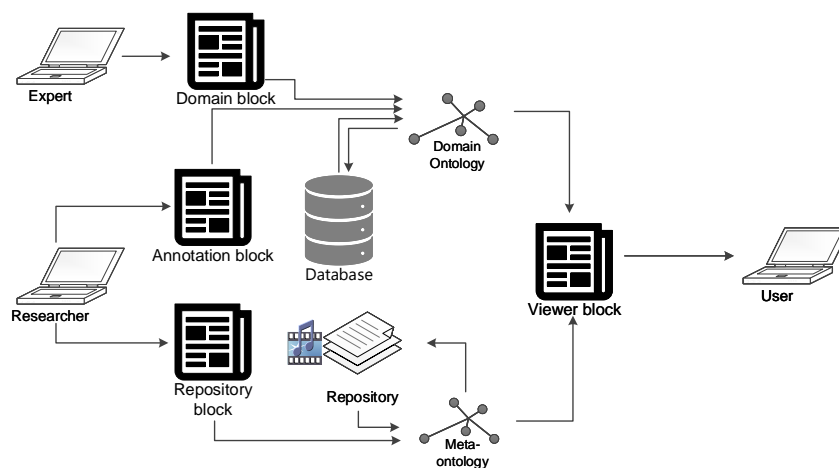 Expert
Domain block
Domain
Ontology
Annotation block
Database
Researcher
Viewer block
User
Repository
block
Repository
Meta-
ontology